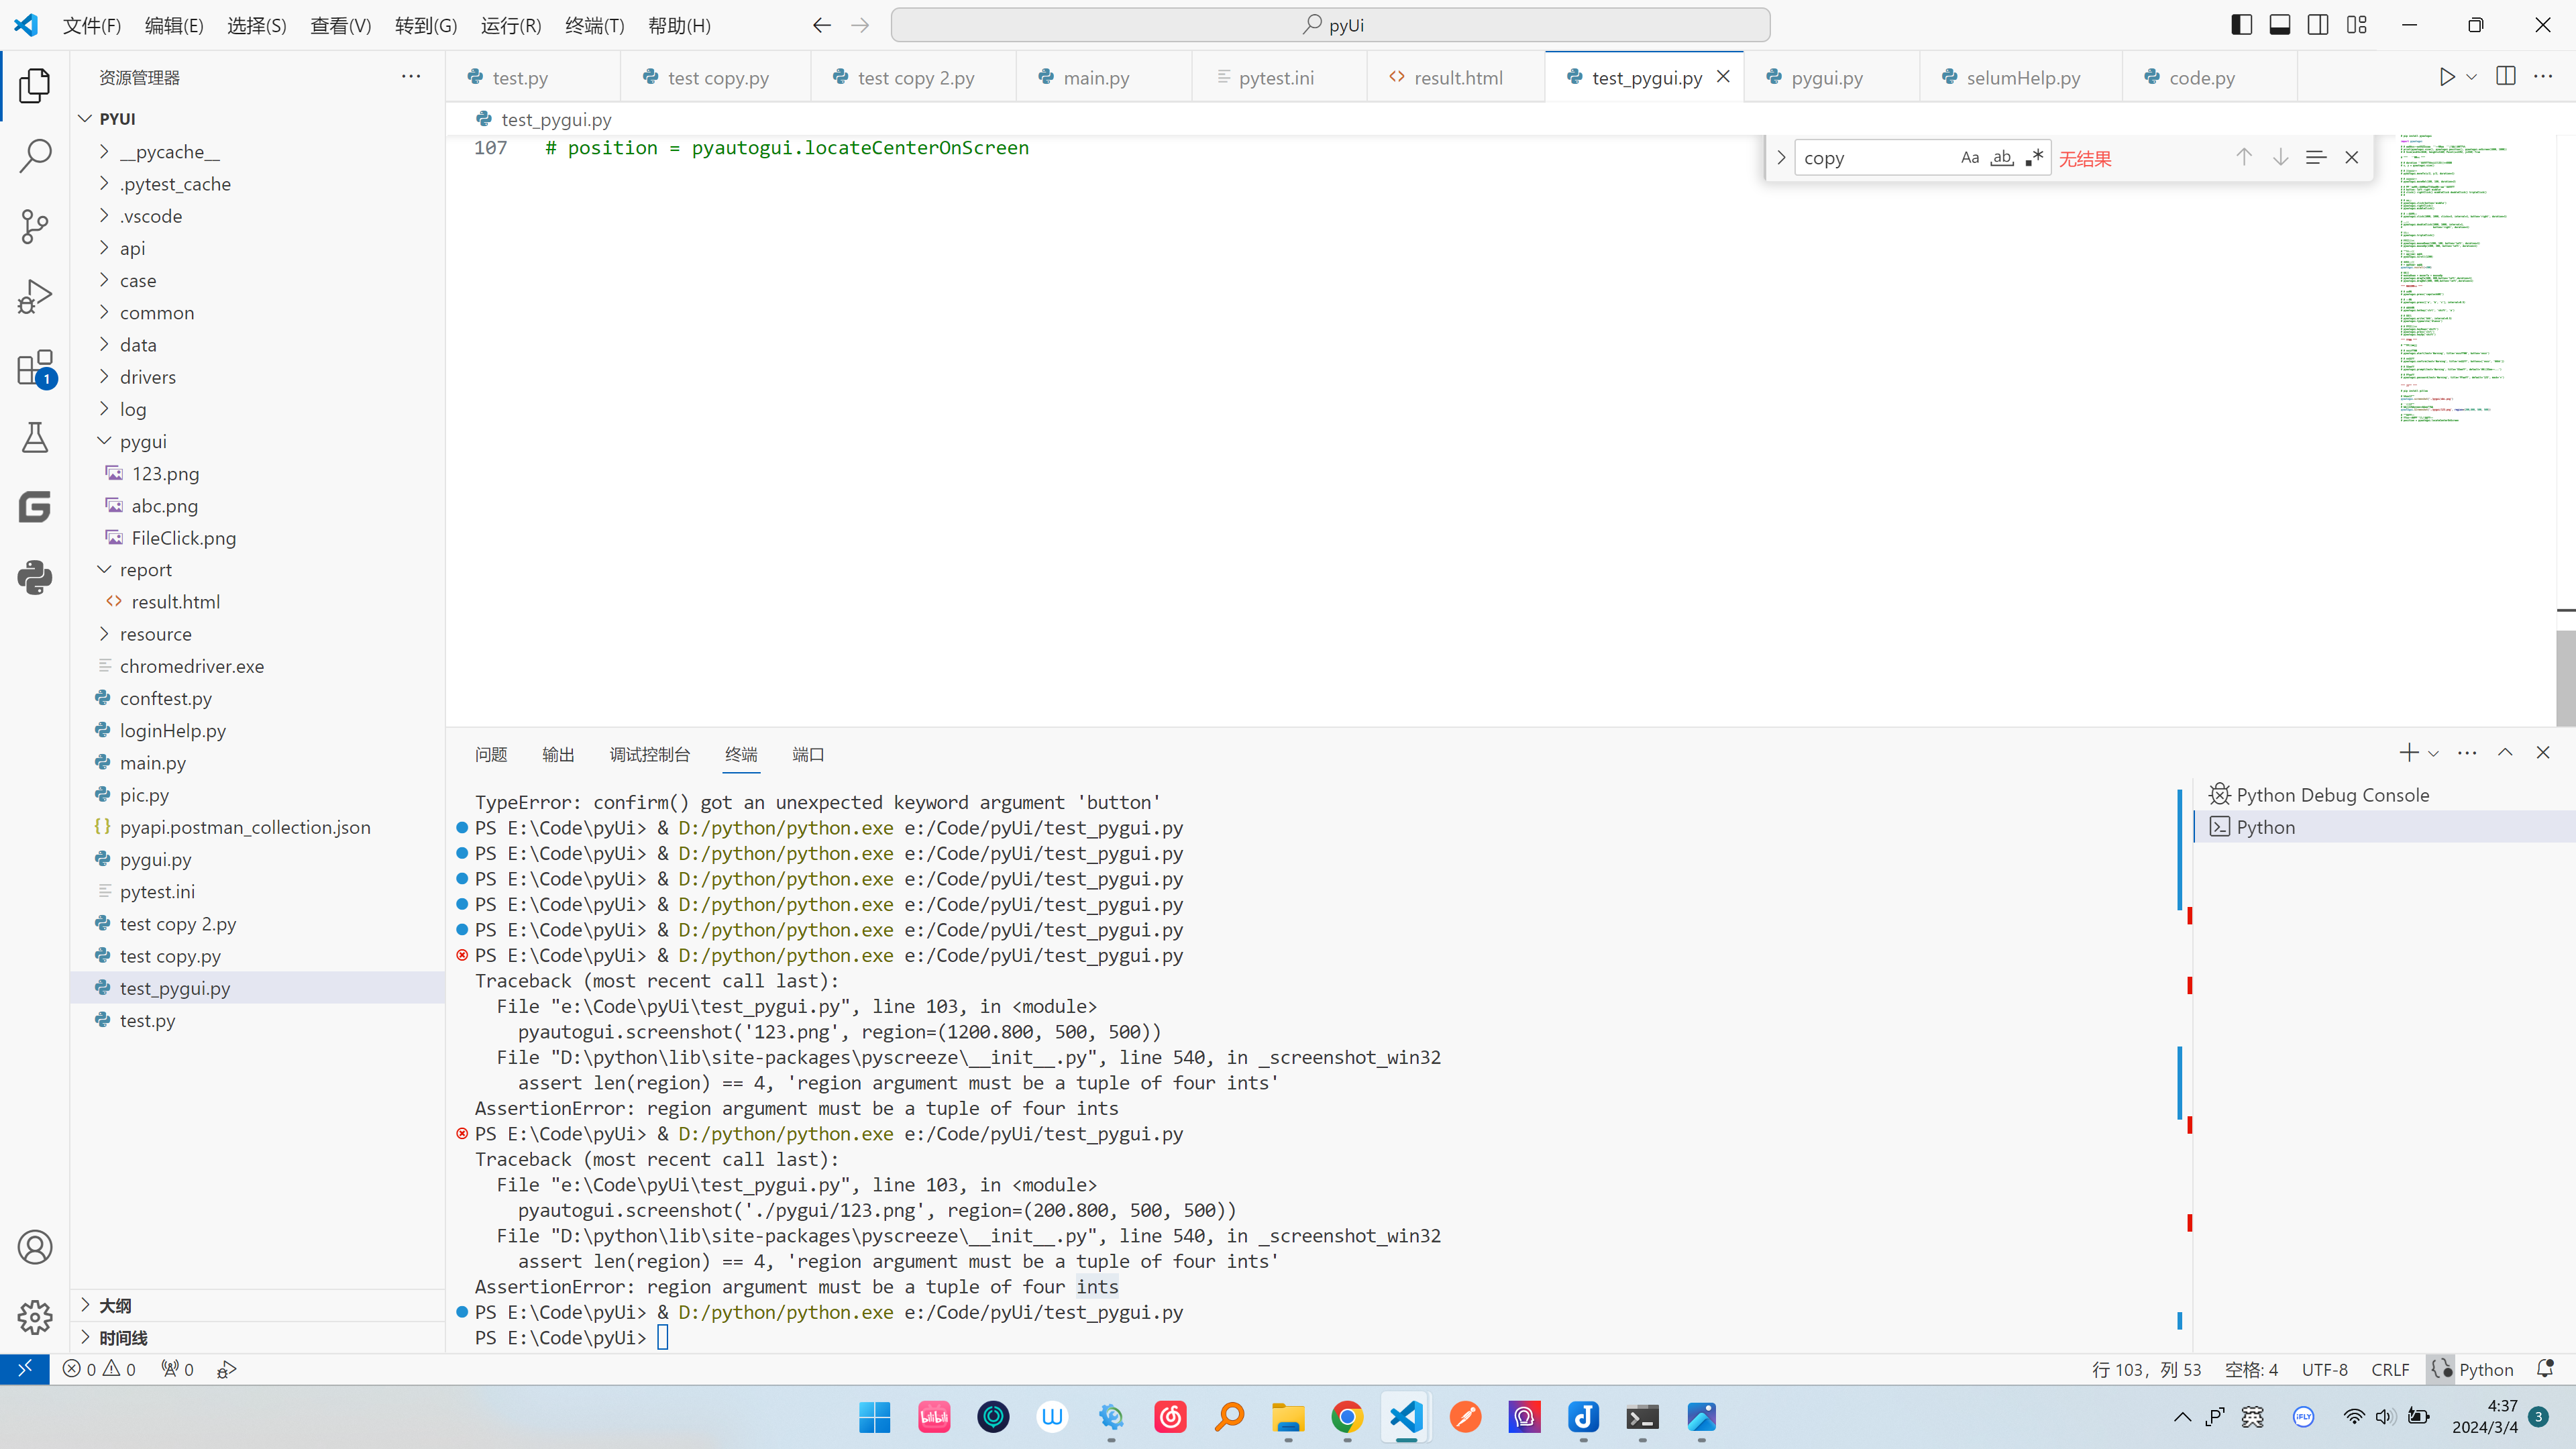 文件(F) 编辑(E) 选择(S) 查看(V) 转到(G) 运行(R) 终端(T) 帮助(H)
pyUi
资源管理器
test.py test copy.py test copy 2.py main.py pytest.ini result.html test_pygui.py pygui.py selumHelp.py code.py
PYUI
test_pygui.py
107 # position = pyautogui.locateCenterOnScreen
copy
Aa ab .* 无结果
__pycache__
.pytest_cache
.vscode
api
case
common
data
drivers
log
pygui
123.png
abc.png
FileClick.png
report
result.html
resource
chromedriver.exe
conftest.py
loginHelp.py
main.py
pic.py
pyapi.postman_collection.json
pygui.py
pytest.ini
test copy 2.py
test copy.py
test_pygui.py
test.py
大纲
时间线
1
问题 输出 调试控制台 终端 端口
TypeError: confirm() got an unexpected keyword argument 'button'
PS E:\Code\pyUi> & D:/python/python.exe e:/Code/pyUi/test_pygui.py
PS E:\Code\pyUi> & D:/python/python.exe e:/Code/pyUi/test_pygui.py
PS E:\Code\pyUi> & D:/python/python.exe e:/Code/pyUi/test_pygui.py
PS E:\Code\pyUi> & D:/python/python.exe e:/Code/pyUi/test_pygui.py
PS E:\Code\pyUi> & D:/python/python.exe e:/Code/pyUi/test_pygui.py
PS E:\Code\pyUi> & D:/python/python.exe e:/Code/pyUi/test_pygui.py
Traceback (most recent call last):
File "e:\Code\pyUi\test_pygui.py", line 103, in <module>
pyautogui.screenshot('123.png', region=(1200.800, 500, 500))
File "D:\python\lib\site-packages\pyscreeze\__init__.py", line 540, in _screenshot_win32
assert len(region) == 4, 'region argument must be a tuple of four ints'
AssertionError: region argument must be a tuple of four ints
PS E:\Code\pyUi> & D:/python/python.exe e:/Code/pyUi/test_pygui.py
Traceback (most recent call last):
File "e:\Code\pyUi\test_pygui.py", line 103, in <module>
pyautogui.screenshot('./pygui/123.png', region=(200.800, 500, 500))
File "D:\python\lib\site-packages\pyscreeze\__init__.py", line 540, in _screenshot_win32
assert len(region) == 4, 'region argument must be a tuple of four ints'
AssertionError: region argument must be a tuple of four ints
PS E:\Code\pyUi> & D:/python/python.exe e:/Code/pyUi/test_pygui.py
PS E:\Code\pyUi>
Python Debug Console
Python
0 0 0
行 103，列 53 空格: 4 UTF-8 CRLF Python
bilibili
英 iFLY
4:37
2024/3/4
3